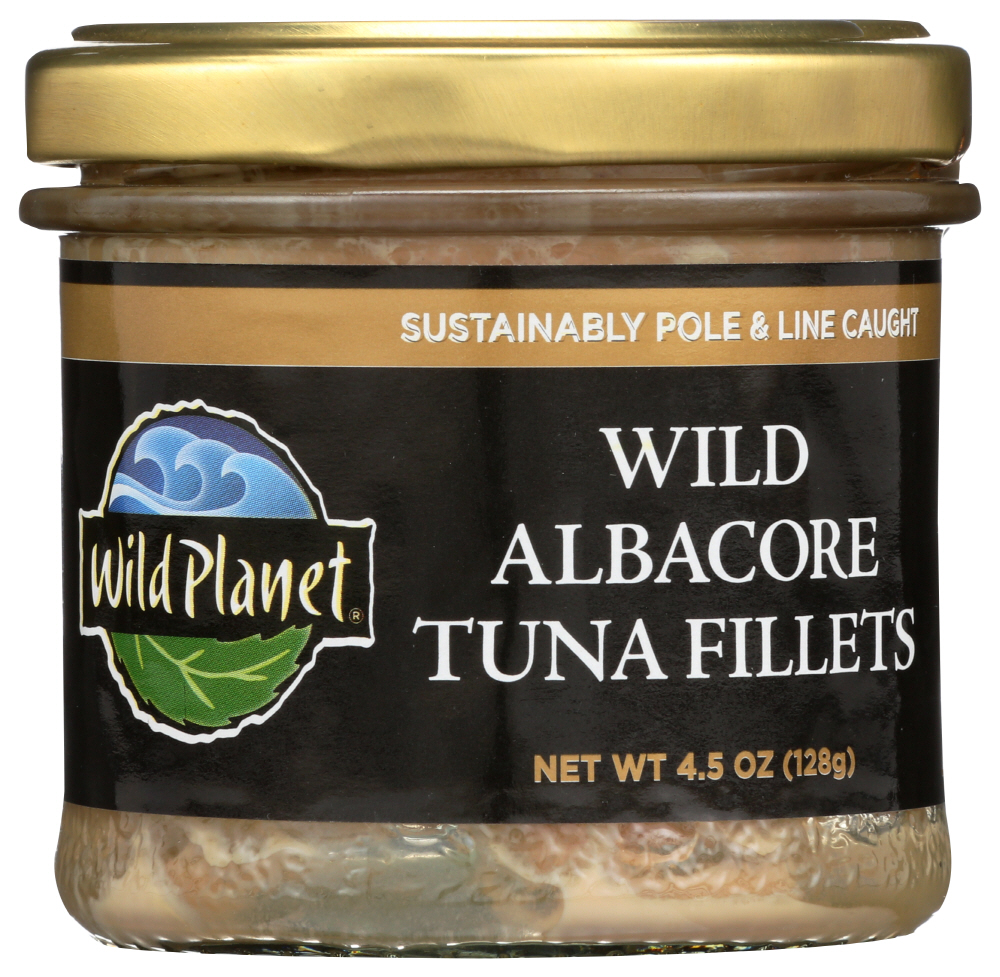 SUSTAINABLY POLE & LINE CAUGHT
Wild Planet®
WILD
ALBACORE
TUNA FILLETS
NET WT 4.5 OZ (128g)